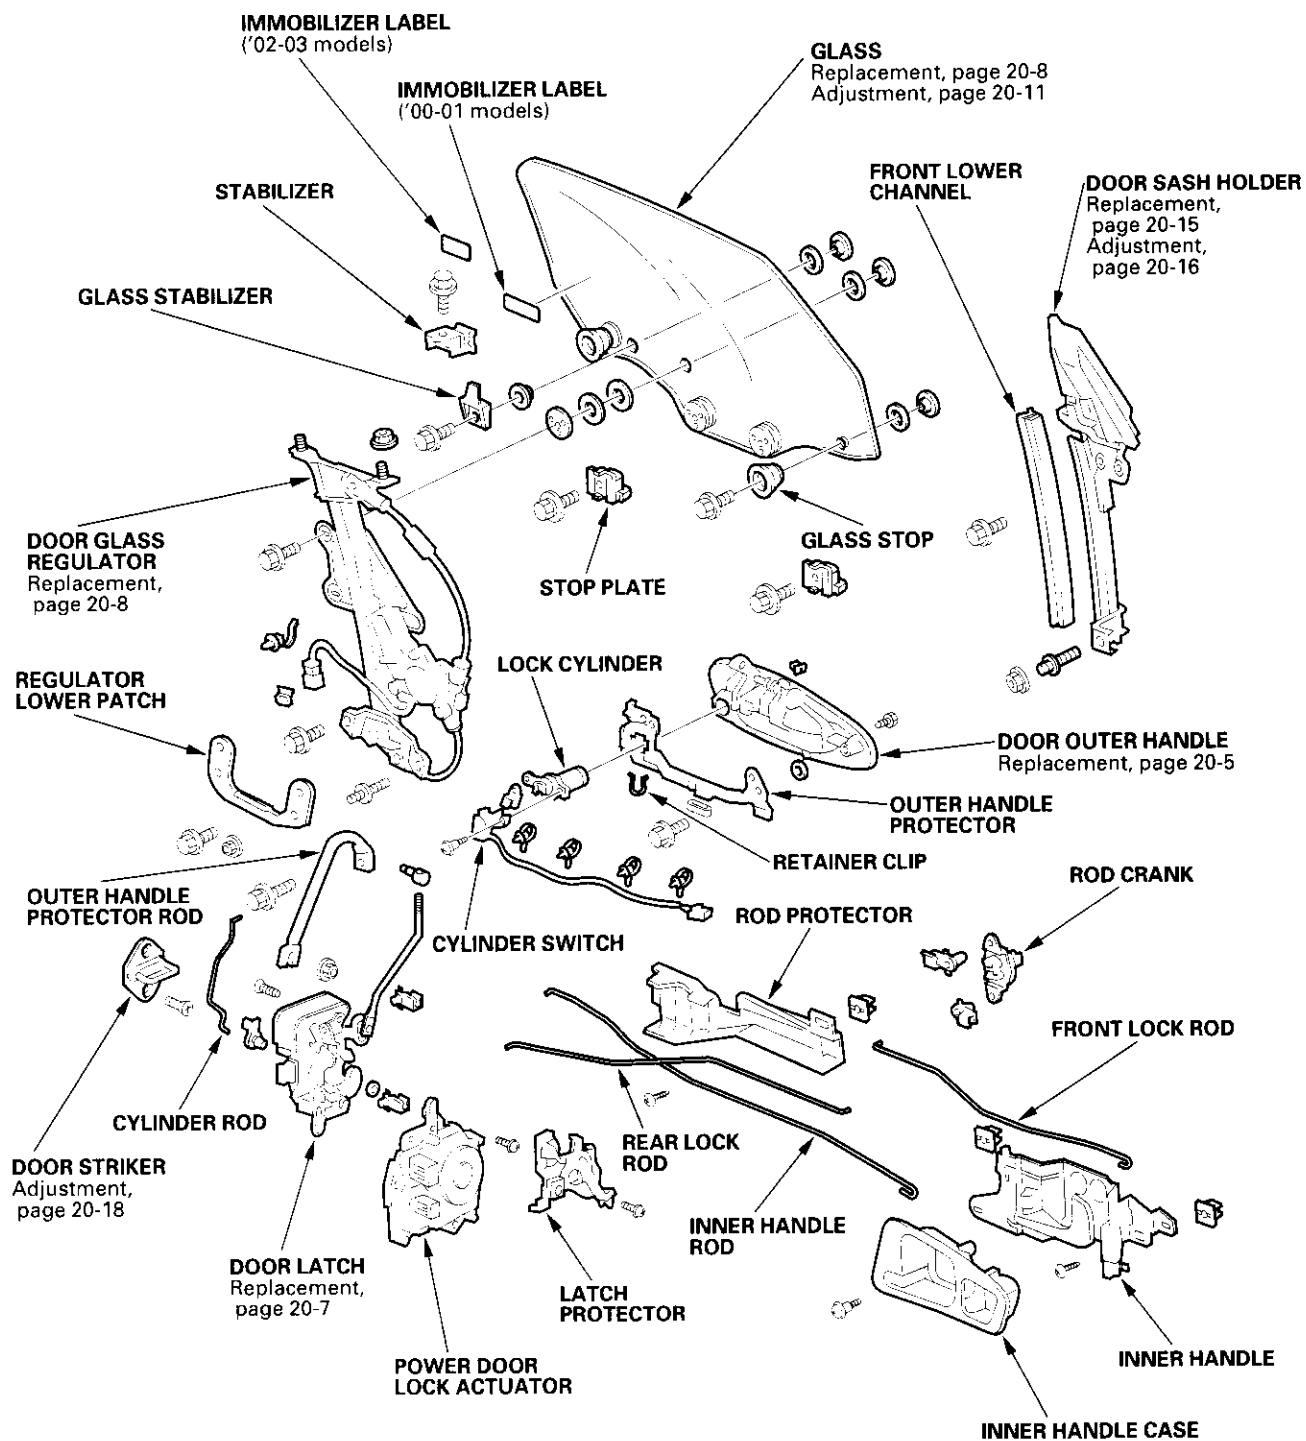 IMMOBILIZER LABEL
('02-03 models)
GLASS
Replacement, page 20-8
Adjustment, page 20-11
IMMOBILIZER LABEL
('00-01 models)
FRONT LOWER
CHANNEL
DOOR SASH HOLDER
Replacement,
page 20-15
Adjustment,
page 20-16
STABILIZER
GLASS STABILIZER
DOOR GLASS
REGULATOR
Replacement,
page 20-8
GLASS STOP
STOP PLATE
LOCK CYLINDER
REGULATOR
LOWER PATCH
DOOR OUTER HANDLE
Replacement, page 20-5
OUTER HANDLE
PROTECTOR
RETAINER CLIP
ROD CRANK
OUTER HANDLE
PROTECTOR ROD
ROD PROTECTOR
CYLINDER SWITCH
FRONT LOCK ROD
CYLINDER ROD
REAR LOCK
ROD
DOOR STRIKER
Adjustment,
page 20-18
INNER HANDLE
ROD
DOOR LATCH
Replacement,
page 20-7
LATCH
PROTECTOR
INNER HANDLE
POWER DOOR
LOCK ACTUATOR
INNER HANDLE CASE